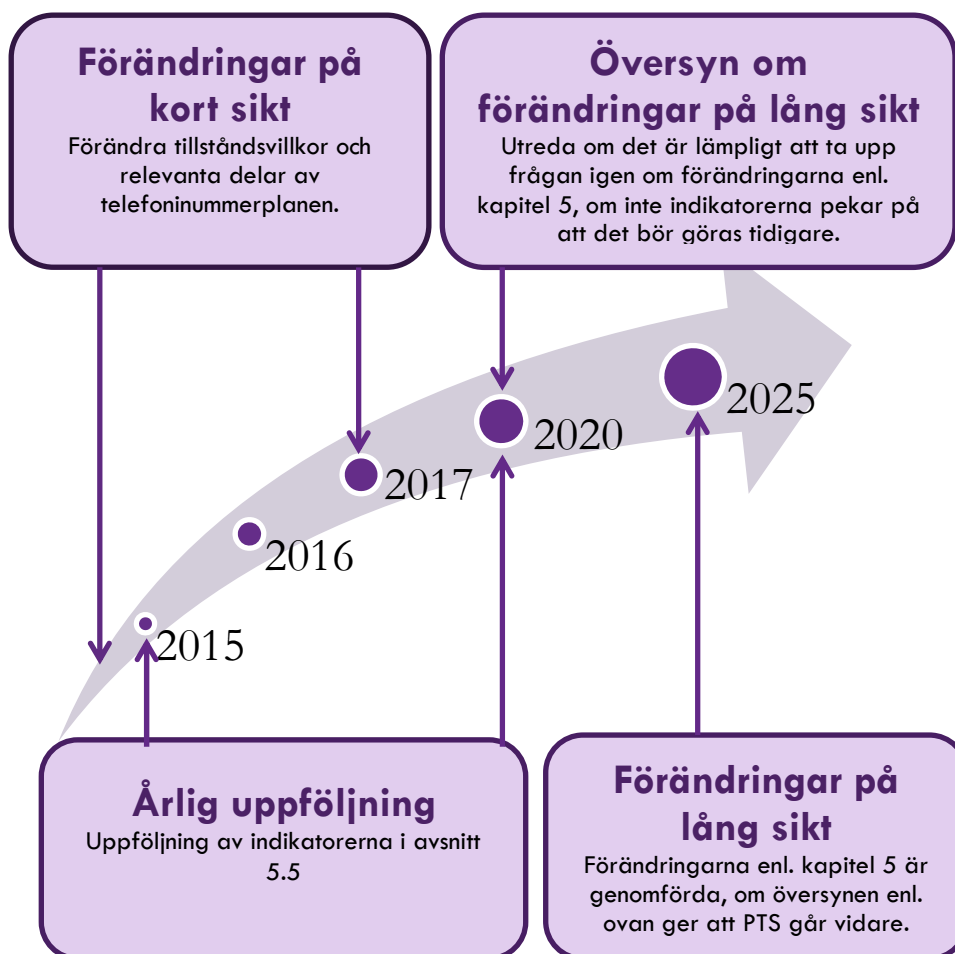 Förändringar på
kort sikt
Förändra tillståndsvillkor och
relevanta delar av
telefoninummerplanen.
Översyn om
förändringar på lång sikt
Utreda om det är lämpligt att ta upp
frågan igen om förändringarna enl.
kapitel 5, om inte indikatorerna pekar på
att det bör göras tidigare.
2025
2020
2017
2016
2015
Årlig uppföljning
Uppföljning av indikatorerna i avsnitt
5.5
Förändringar på
lång sikt
Förändringarna enl. kapitel 5 är
genomförda, om översynen enl.
ovan ger att PTS går vidare.